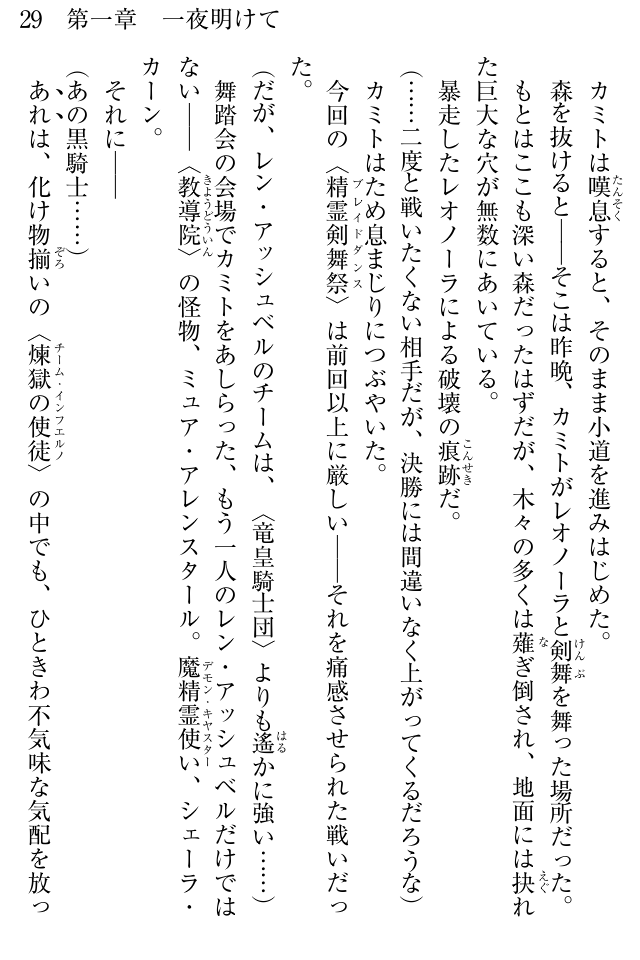 29　第一章　一夜明けて
カミトは嘆息すると、そのまま小道を進みはじめた。
森を抜けると――そこは昨晩、カミトがレオノーラと剣舞を舞った場所だった。
もとはここも深い森だったはずだが、木々の多くは薙ぎ倒され、地面には抉れ
た巨大な穴が無数にあいている。
暴走したレオノーラによる破壊の痕跡だ。
（……二度と戦いたくない相手だが、決勝には間違いなく上がってくるだろうな）
カミトはため息まじりにつぶやいた。
今回の〈精霊剣舞祭〉は前回以上に厳しい――それを痛感させられた戦いだっ
た。
（だが、レン・アッシュベルのチームは、〈竜皇騎士団〉よりも遙かに強い……）
舞踏会の会場でカミトをあしらった、もう一人のレン・アッシュベルだけでは
ない――〈教導院〉の怪物、ミュア・アレンスタール。魔精霊使い、シェーラ・
カーン。
それに――
（あの黒騎士……）
あれは、化け物揃いの〈煉獄の使徒〉の中でも、ひときわ不気味な気配を放っ